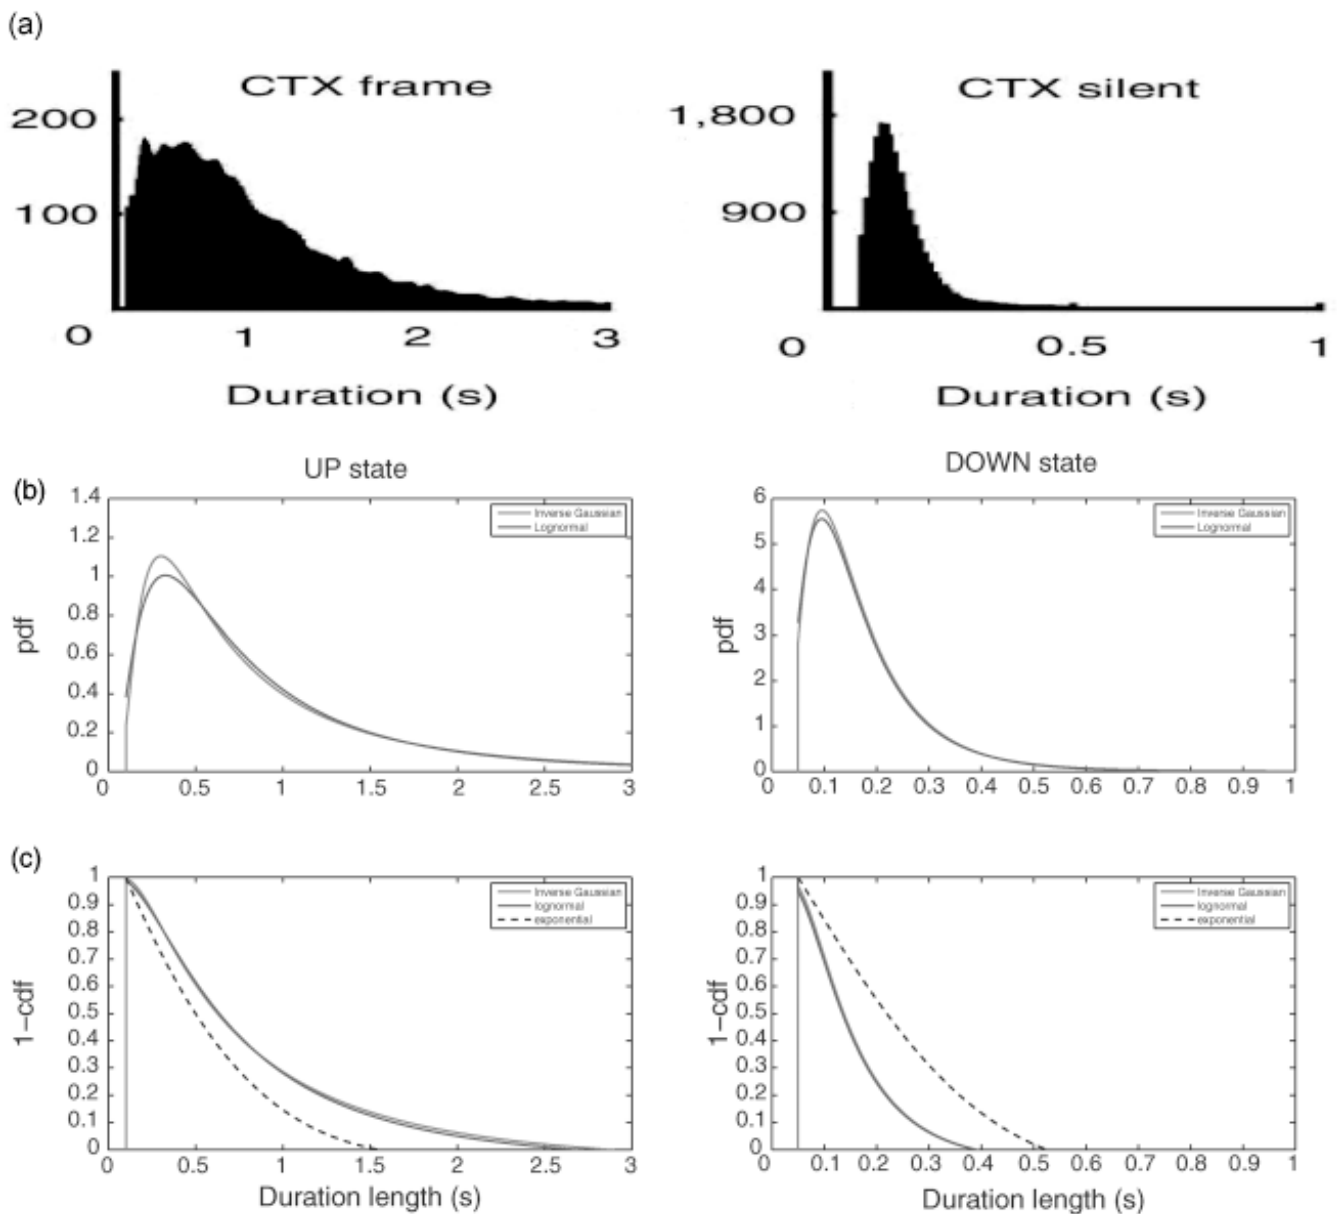 (a)
CTX frame
200
100
0 1 2 3
Duration (s)
CTX silent
1,800
900
0 0.5 1
Duration (s)
(b)
UP state
1.4
1.2
1
0.8
0.6
0.4
0.2
0
pdf
Inverse Gaussian
Lognormal
0 0.5 1 1.5 2 2.5 3
DOWN state
6
5
4
3
2
1
0
pdf
Inverse Gaussian
Lognormal
0 0.1 0.2 0.3 0.4 0.5 0.6 0.7 0.8 0.9 1
(c)
1
0.9
0.8
0.7
0.6
0.5
0.4
0.3
0.2
0.1
0
1−cdf
Inverse Gaussian
lognormal
exponential
0 0.5 1 1.5 2 2.5 3
Duration length (s)
1
0.9
0.8
0.7
0.6
0.5
0.4
0.3
0.2
0.1
0
1−cdf
Inverse Gaussian
lognormal
exponential
0 0.1 0.2 0.3 0.4 0.5 0.6 0.7 0.8 0.9 1
Duration length (s)